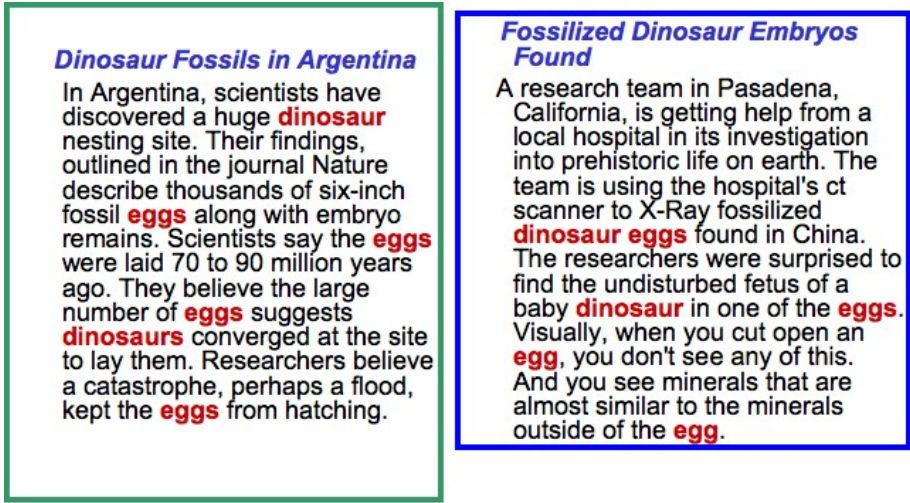 Dinosaur Fossils in Argentina
In Argentina, scientists have
discovered a huge dinosaur
nesting site. Their findings,
outlined in the journal Nature
describe thousands of six-inch
fossil eggs along with embryo
remains. Scientists say the eggs
were laid 70 to 90 million years
ago. They believe the large
number of eggs suggests
dinosaurs converged at the site
to lay them. Researchers believe
a catastrophe, perhaps a flood,
kept the eggs from hatching.
Fossilized Dinosaur Embryos
Found
A research team in Pasadena,
California, is getting help from a
local hospital in its investigation
into prehistoric life on earth. The
team is using the hospital's ct
scanner to X-Ray fossilized
dinosaur eggs found in China.
The researchers were surprised to
find the undisturbed fetus of a
baby dinosaur in one of the eggs.
Visually, when you cut open an
egg, you don't see any of this.
And you see minerals that are
almost similar to the minerals
outside of the egg.